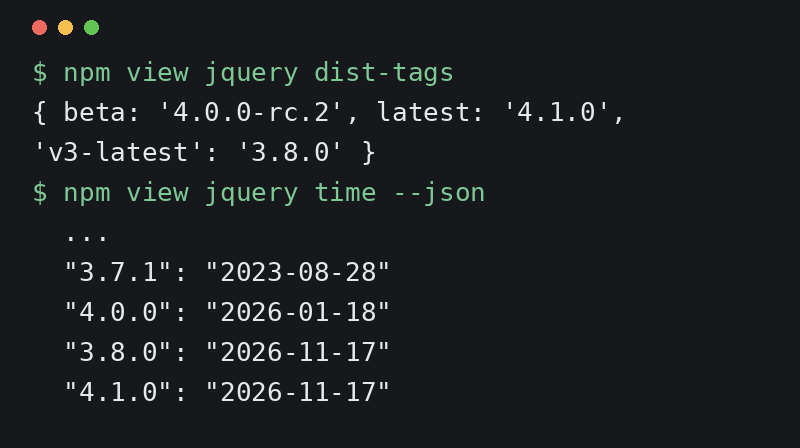 $ npm view jquery dist-tags
{ beta: '4.0.0-rc.2', latest: '4.1.0',
'v3-latest': '3.8.0' }
$ npm view jquery time --json
  ...
  "3.7.1": "2023-08-28"
  "4.0.0": "2026-01-18"
  "3.8.0": "2026-11-17"
  "4.1.0": "2026-11-17"